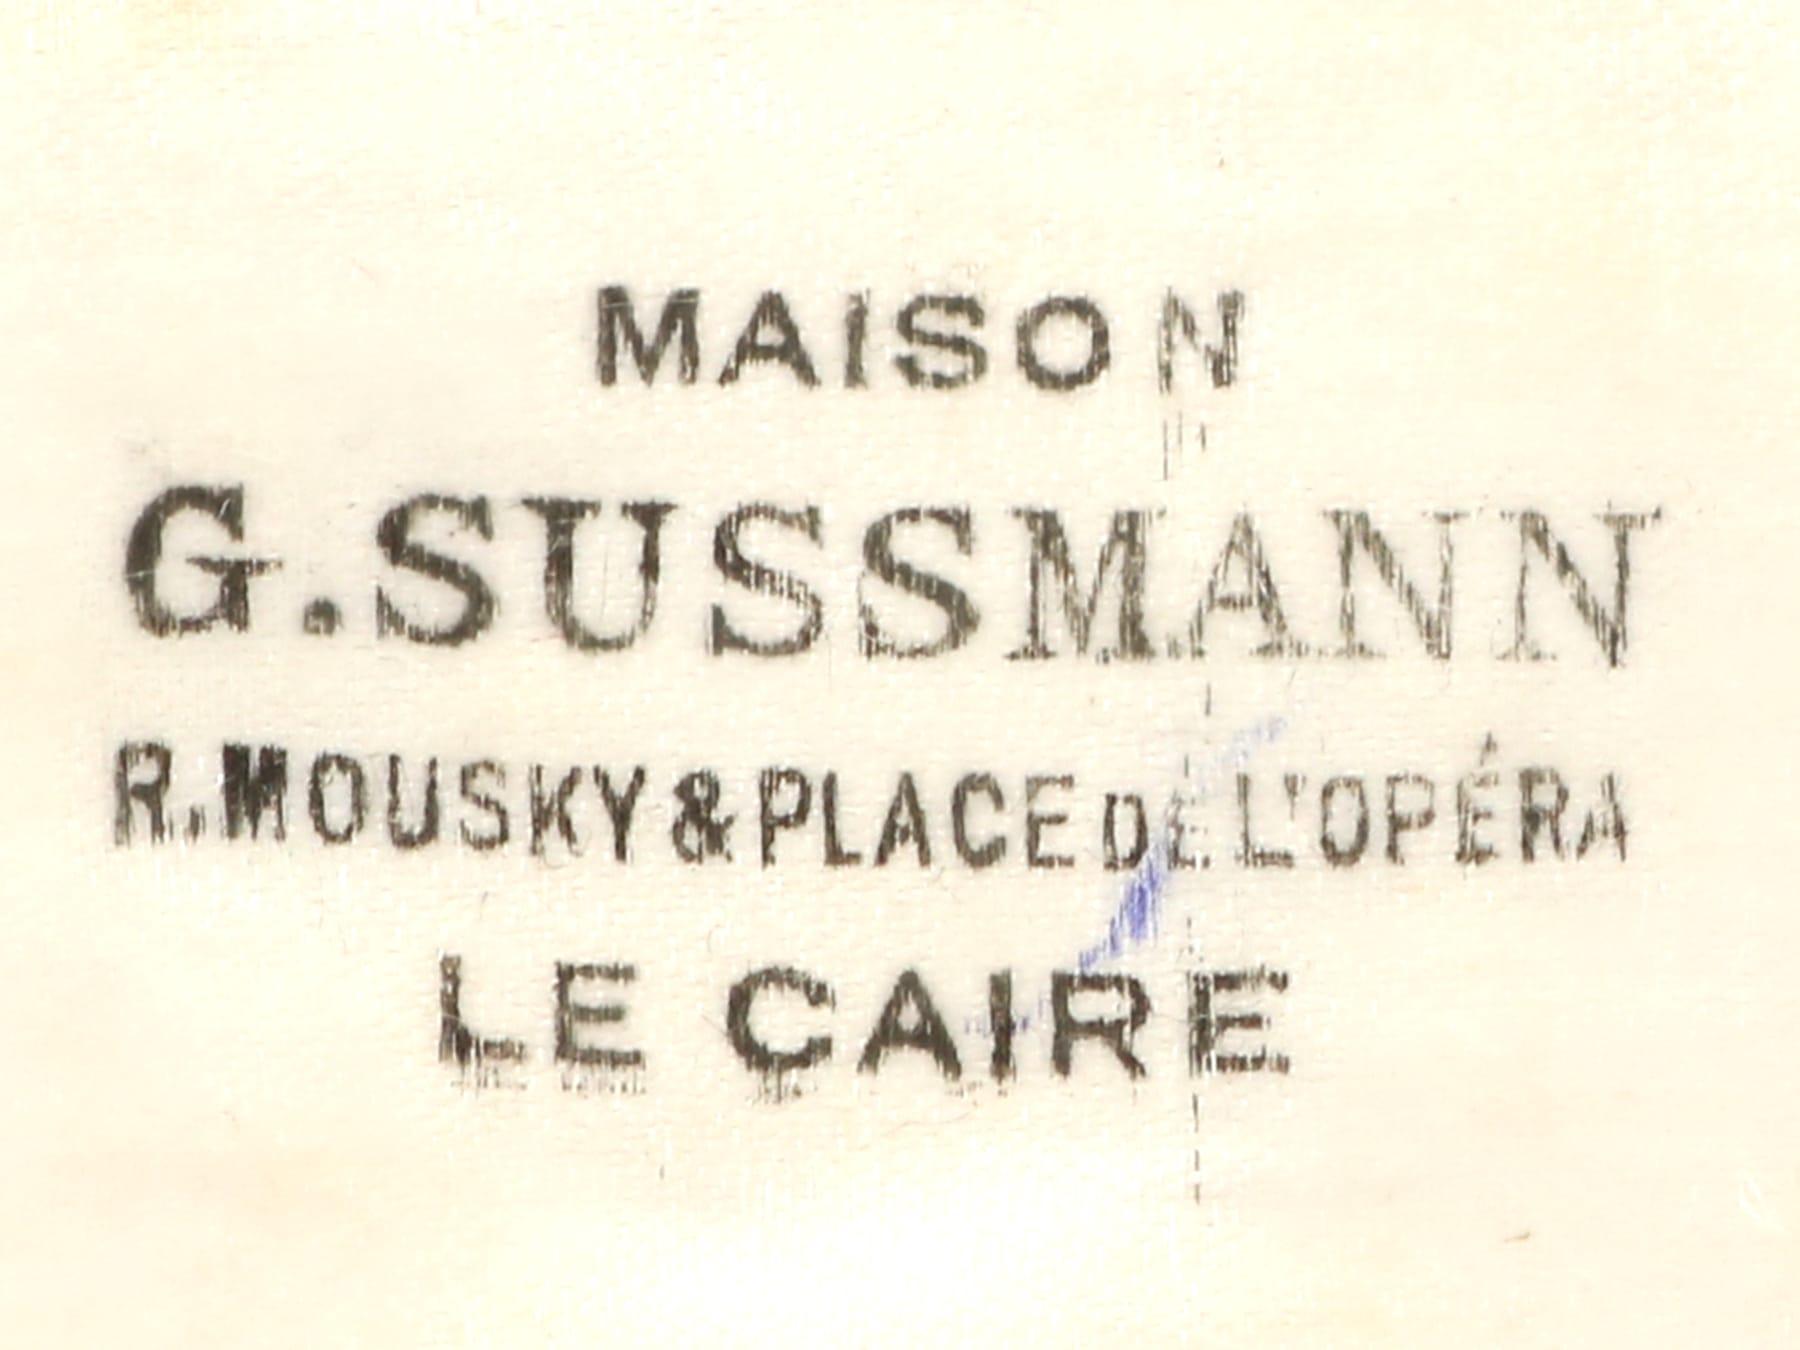 MAISON
G. SUSSMANN
R. MOUSKY & PLACE DE L'OPÉRA
LE CAIRE